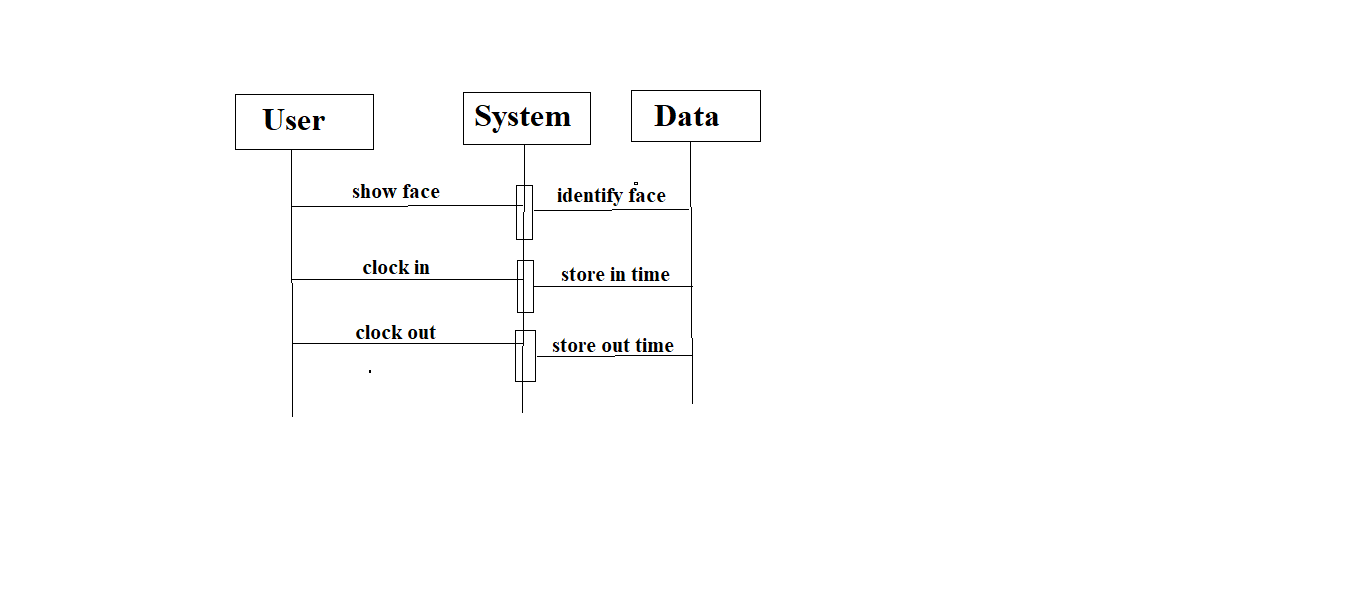 User
System
Data
show face
identify face
clock in
store in time
clock out
store out time